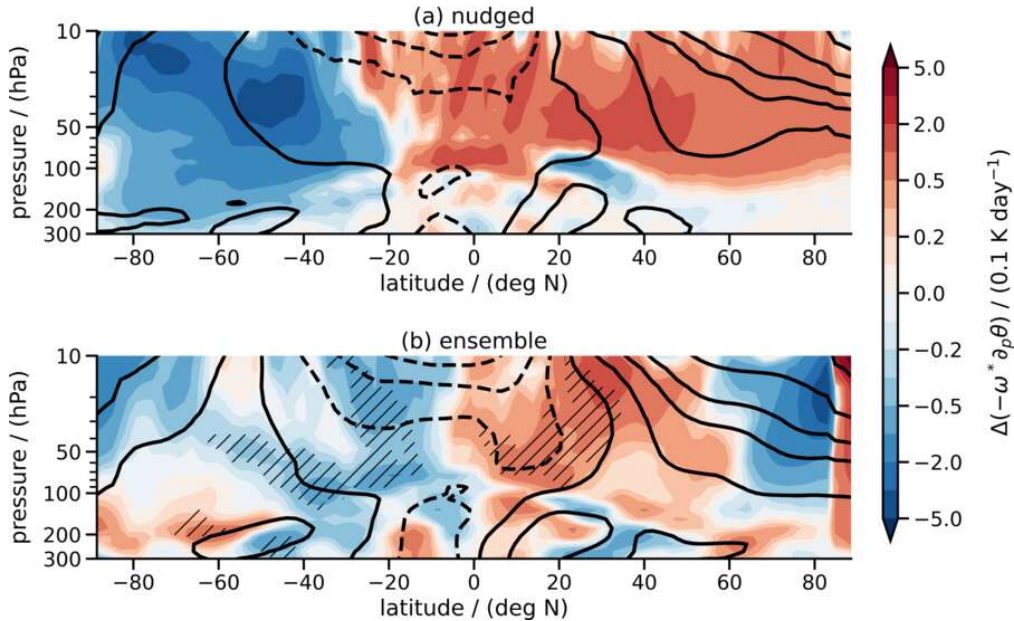 (a) nudged
10
50
100
200
300
pressure / (hPa)
−80 −60 −40 −20 0 20 40 60 80
latitude / (deg N)
(b) ensemble
10
50
100
200
300
pressure / (hPa)
−80 −60 −40 −20 0 20 40 60 80
latitude / (deg N)
5.0
2.0
0.5
0.2
0.0
−0.2
−0.5
−2.0
−5.0
Δ(−ω* ∂pθ) / (0.1 K day⁻¹)